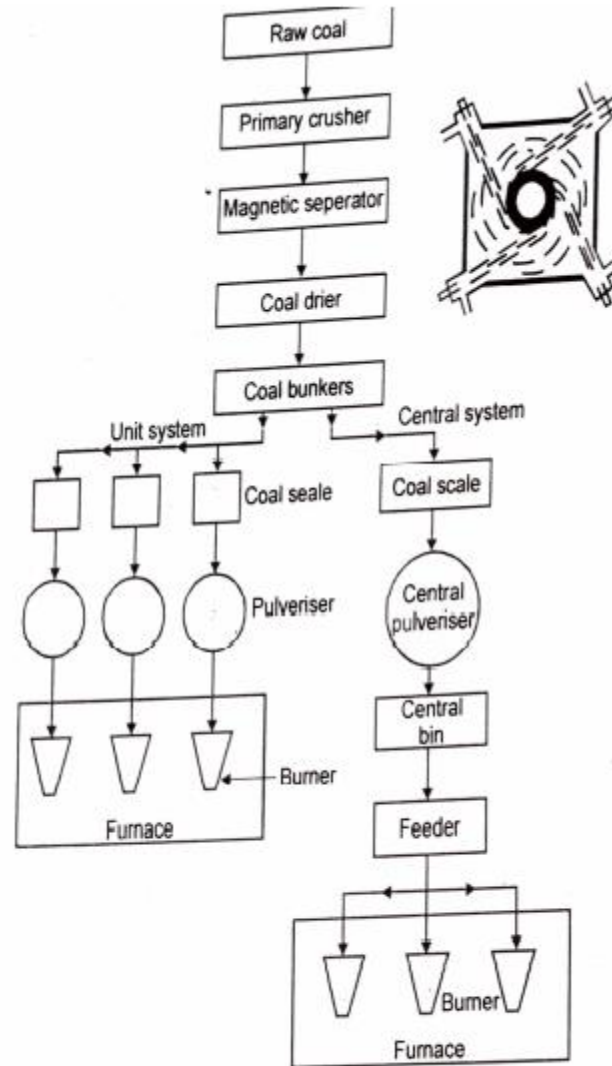 Raw coal
Primary crusher
Magnetic seperator
Coal drier
Coal bunkers
Unit system
Central system
Coal seale
Coal scale
Pulveriser
Central
pulveriser
Central
bin
Burner
Furnace
Feeder
Burner
Furnace